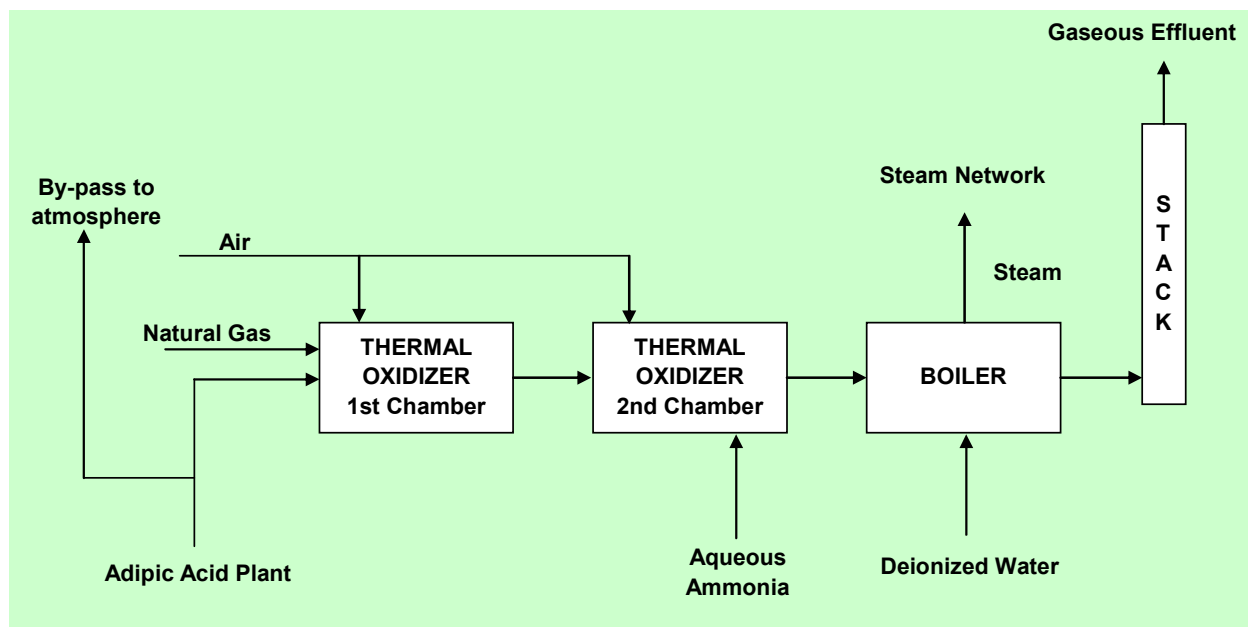 Gaseous Effluent
By-pass to
atmosphere
Steam Network
S
T
A
C
K
Air
Steam
Natural Gas
THERMAL
OXIDIZER
1st Chamber
THERMAL
OXIDIZER
2nd Chamber
BOILER
Adipic Acid Plant
Aqueous
Ammonia
Deionized Water